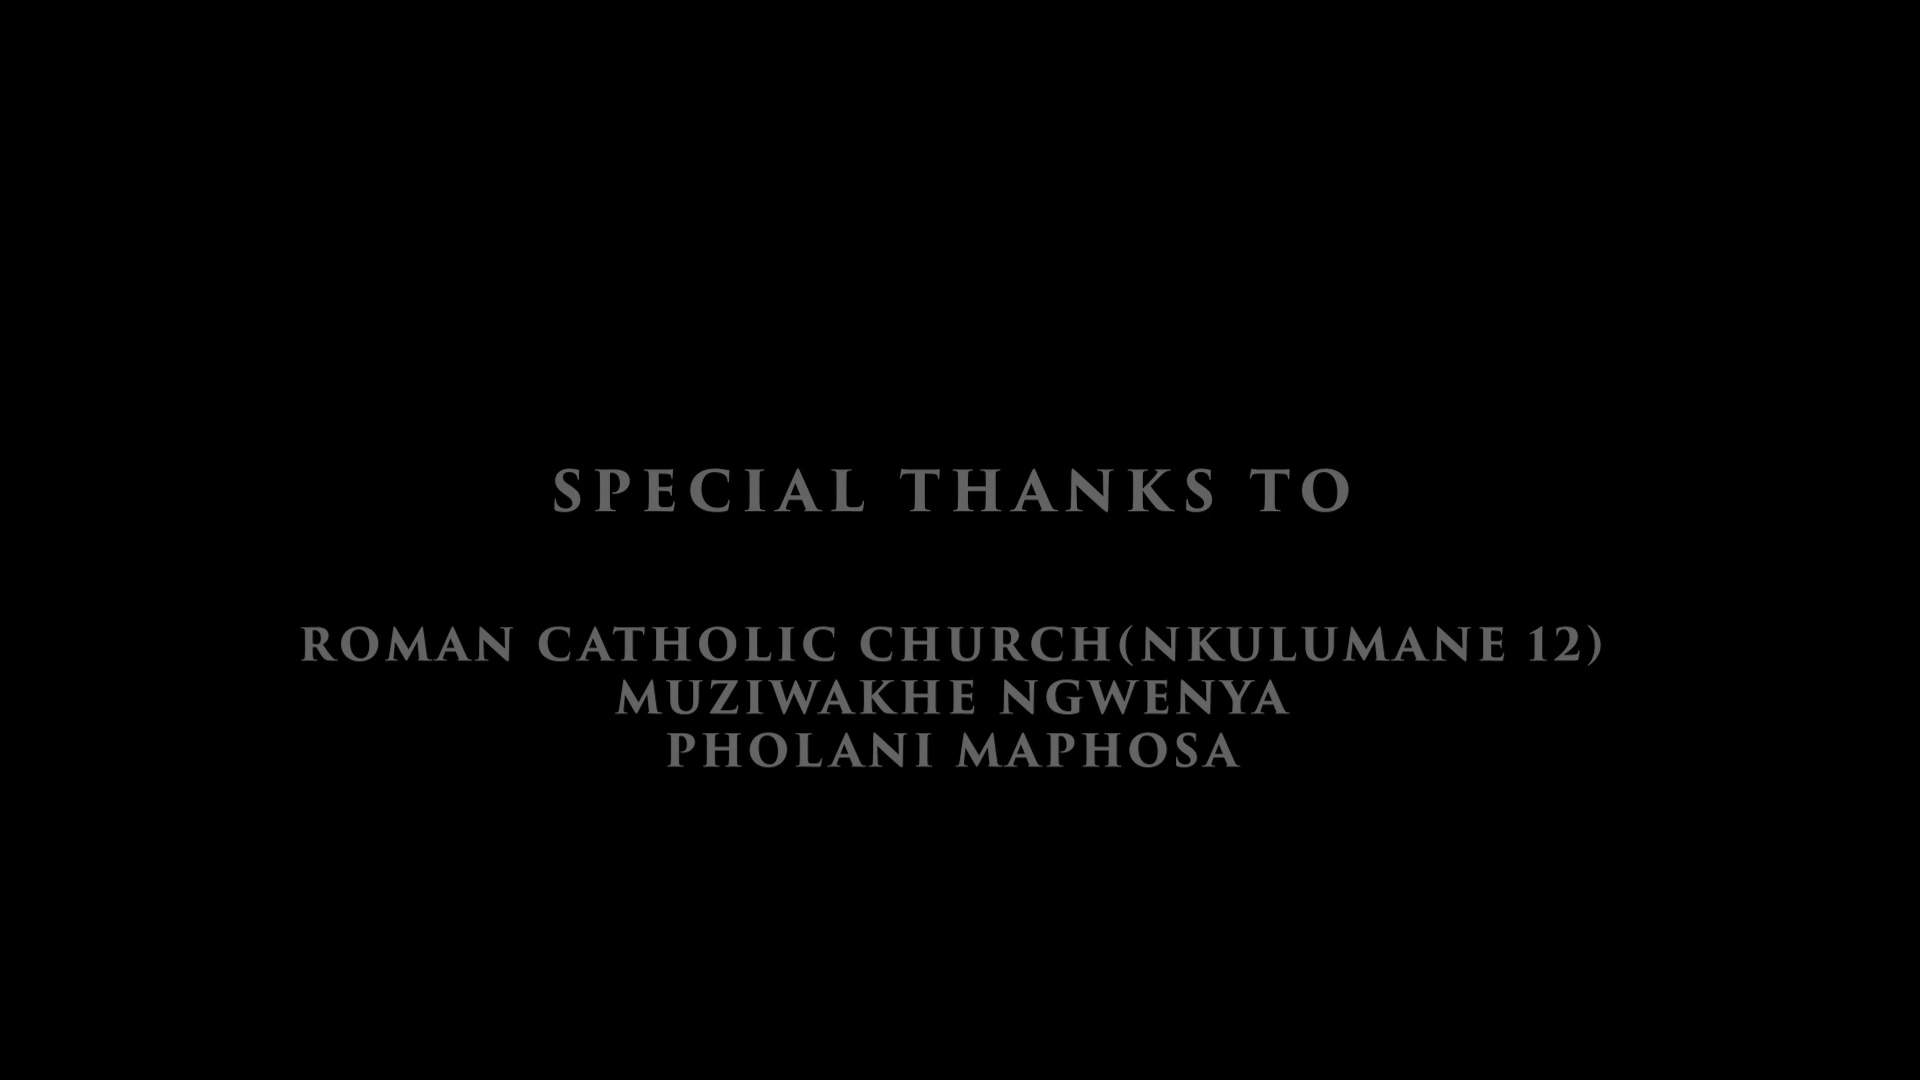 SPECIAL THANKS TO
ROMAN CATHOLIC CHURCH(NKULUMANE 12)
MUZIWAKHE NGWENYA
PHOLANI MAPHOSA